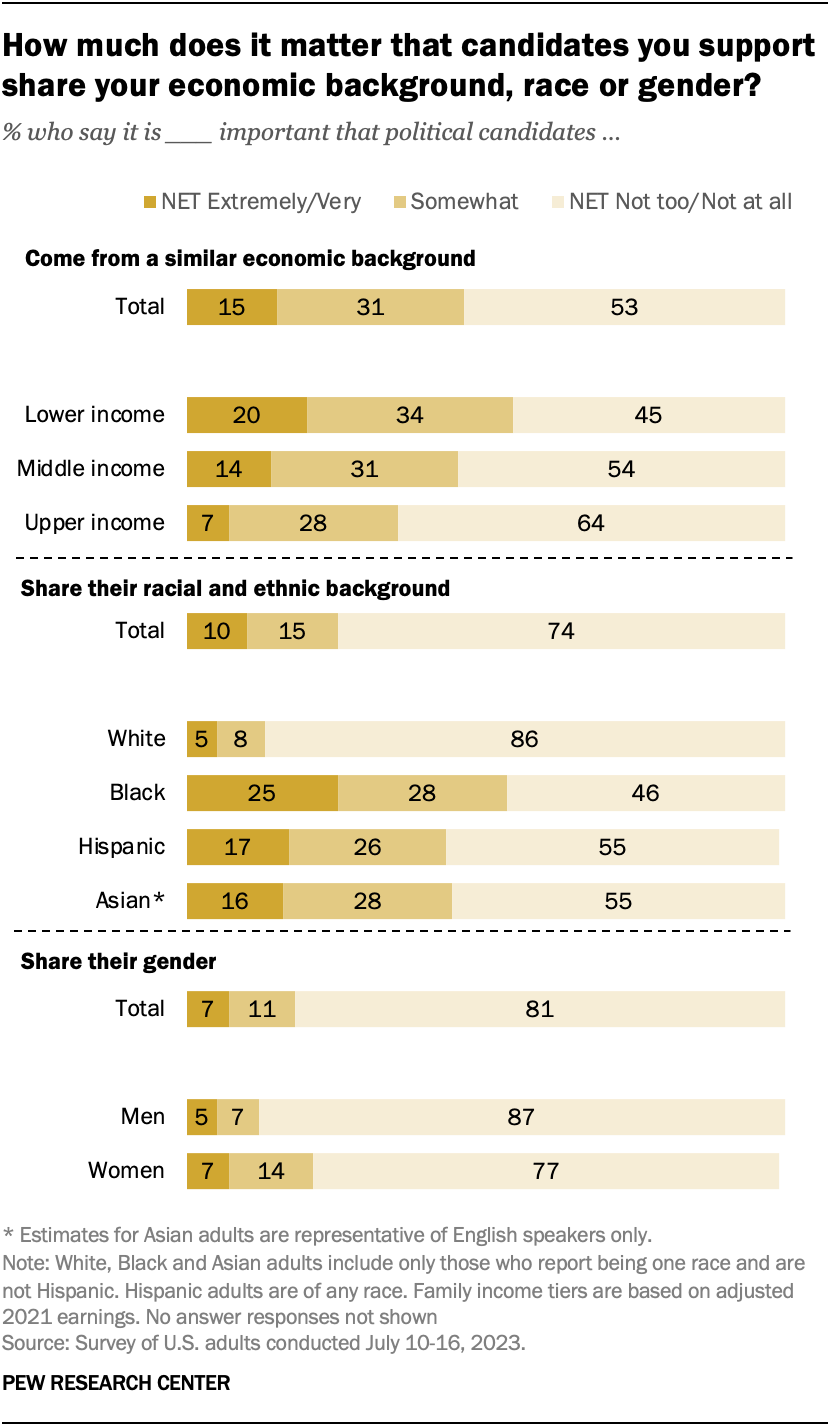 How much does it matter that candidates you support
share your economic background, race or gender?
% who say it is ___ important that political candidates ...
NET Extremely/Very Somewhat NET Not too/Not at all
Come from a similar economic background
Total 15 31 53
Lower income 20 34 45
Middle income 14 31 54
Upper income 7 28 64
Share their racial and ethnic background
Total 10 15 74
White 5 8 86
Black 25 28 46
Hispanic 17 26 55
Asian* 16 28 55
Share their gender
Total 7 11 81
Men 5 7 87
Women 7 14 77
* Estimates for Asian adults are representative of English speakers only.
Note: White, Black and Asian adults include only those who report being one race and are
not Hispanic. Hispanic adults are of any race. Family income tiers are based on adjusted
2021 earnings. No answer responses not shown
Source: Survey of U.S. adults conducted July 10-16, 2023.
PEW RESEARCH CENTER